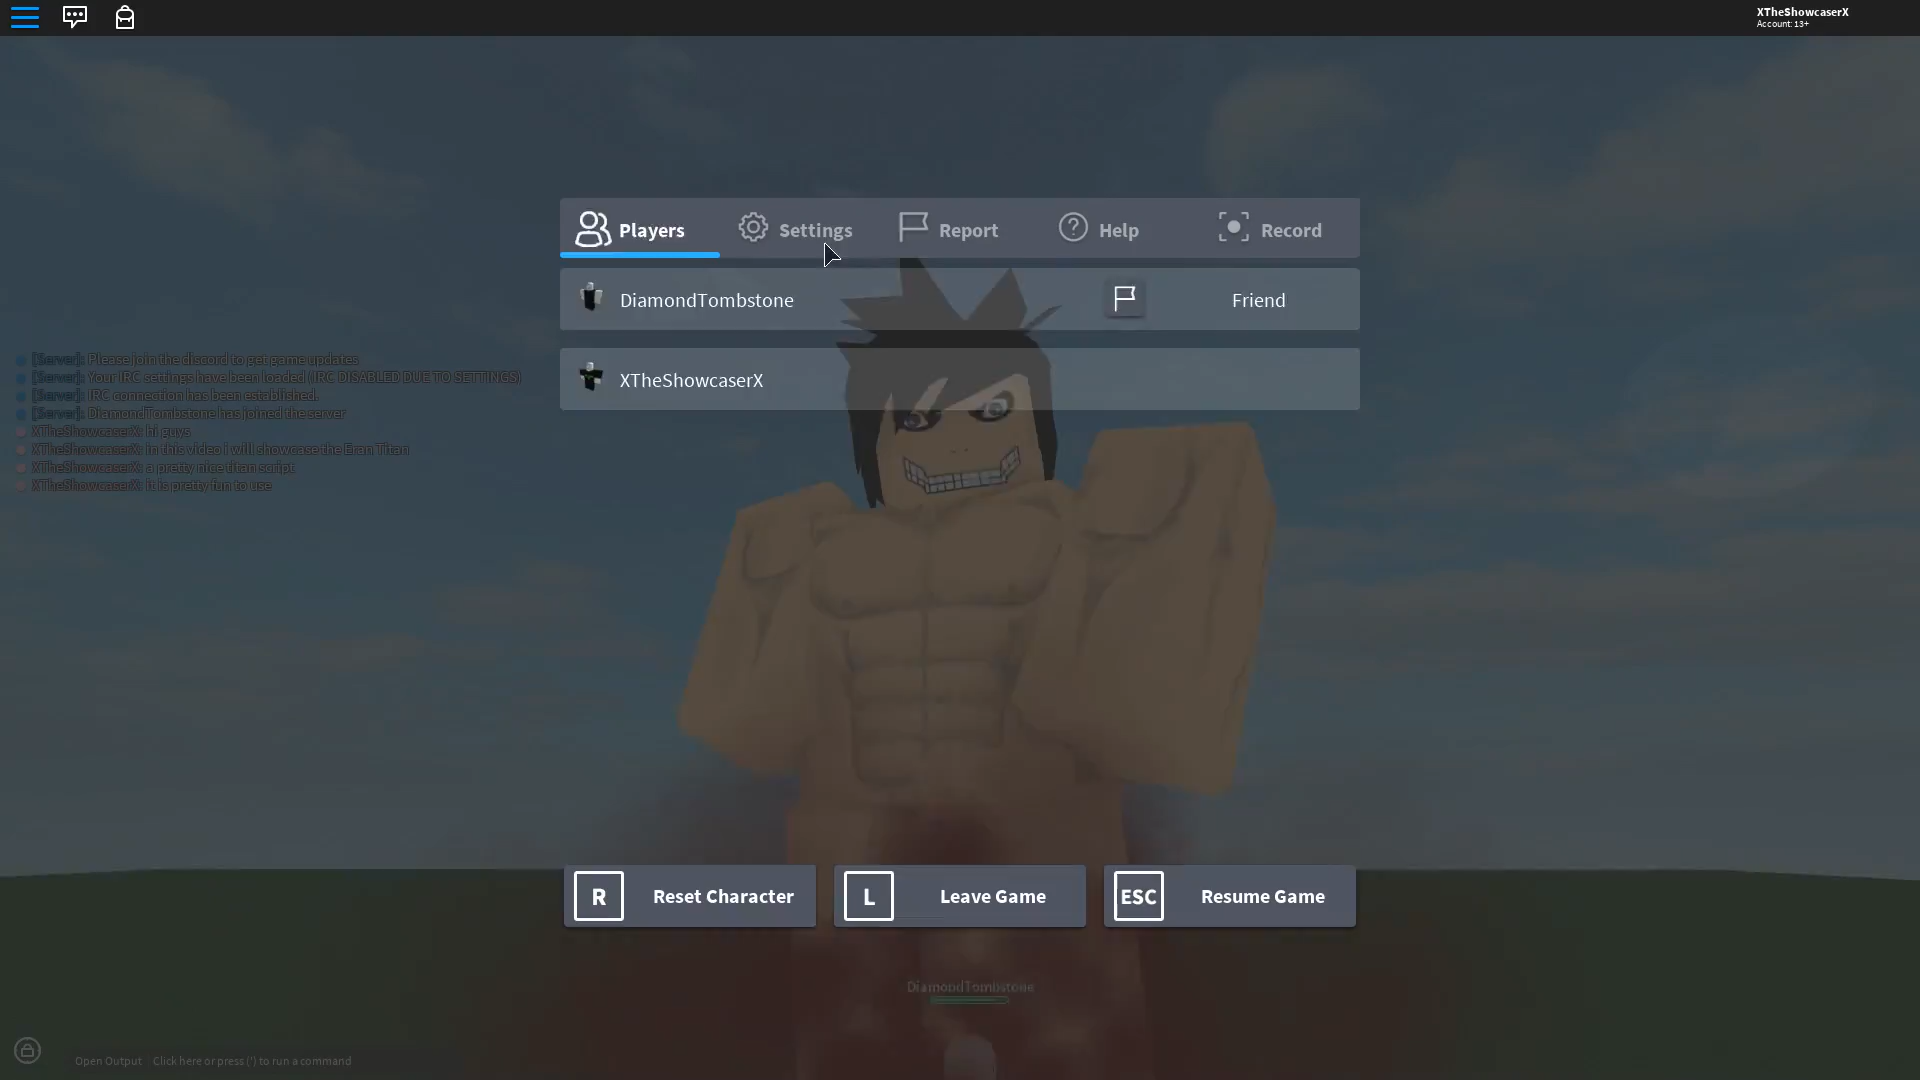 XTheShowcaserX
Account: 13+
Players
Settings
Report
Help
Record
DiamondTombstone
Friend
XTheShowcaserX
[Server]: Please join the discord to get game updates
[Server]: Your IRC settings have been loaded (IRC DISABLED DUE TO SETTINGS)
[Server]: IRC connection has been established.
[Server]: DiamondTombstone has joined the server
XTheShowcaserX: hi guys
XTheShowcaserX: in this video i will showcase the Eran Titan
XTheShowcaserX: a pretty nice titan script
XTheShowcaserX: it is pretty fun to use
R Reset Character
L Leave Game
ESC Resume Game
DiamondTombstone
Open Output Click here or press (') to run a command